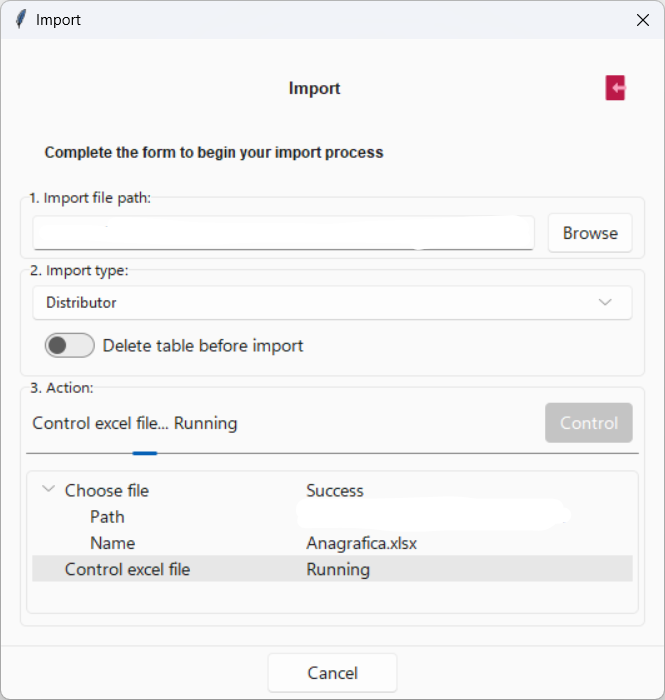 Import
Import
Complete the form to begin your import process
1. Import file path:
Browse
2. Import type:
Distributor
Delete table before import
3. Action:
Control excel file... Running
Control
Choose file Success
Path
Name Anagrafica.xlsx
Control excel file Running
Cancel